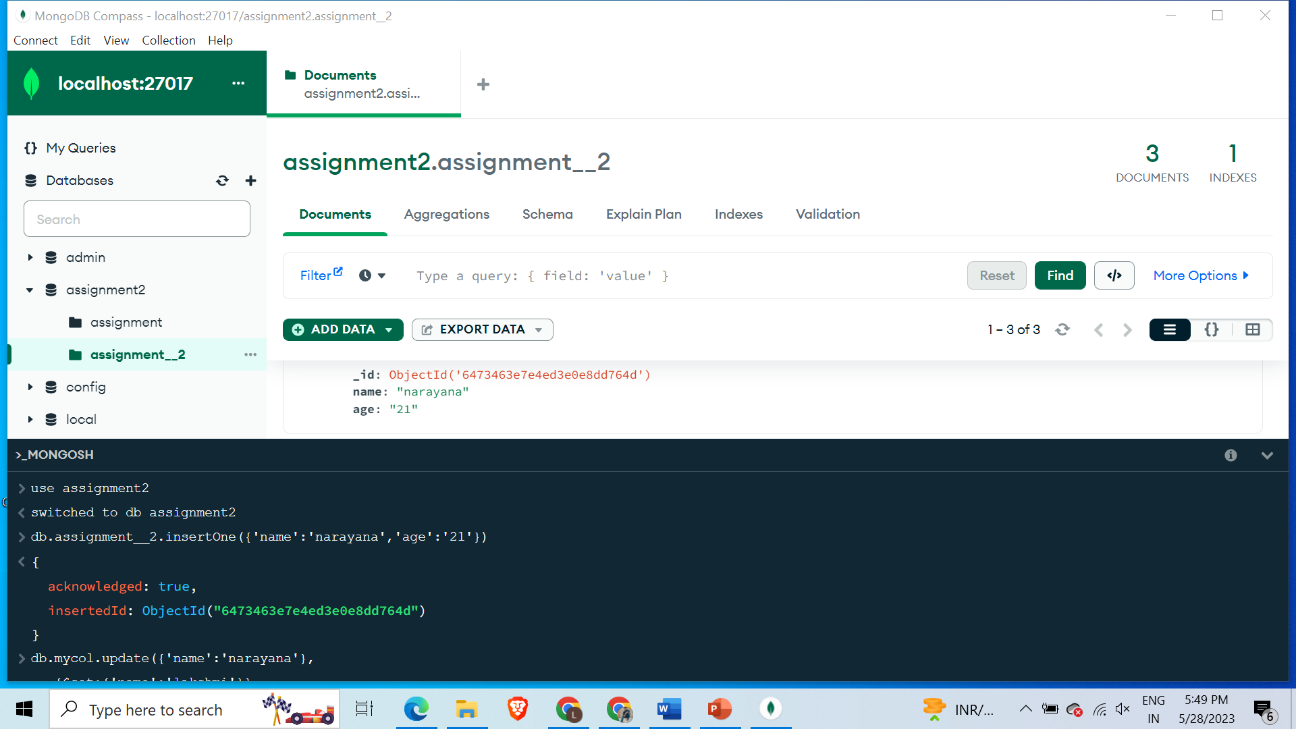 MongoDB Compass - localhost:27017/assignment2.assignment__2
Connect Edit View Collection Help
localhost:27017
Documents
assignment2.assi...
My Queries
Databases
Search
admin
assignment2
assignment
assignment__2
config
local
assignment2.assignment__2
3
DOCUMENTS
1
INDEXES
Documents Aggregations Schema Explain Plan Indexes Validation
Filter Type a query: { field: 'value' } Reset Find </> More Options
ADD DATA EXPORT DATA 1 – 3 of 3 {}
_id: ObjectId('6473463e7e4ed3e0e8dd764d')
name: "narayana"
age: "21"
>_MONGOSH
> use assignment2
< switched to db assignment2
> db.assignment__2.insertOne({'name':'narayana','age':'21'})
< {
acknowledged: true,
insertedId: ObjectId("6473463e7e4ed3e0e8dd764d")
}
> db.mycol.update({'name':'narayana'},
Type here to search
INR/...
ENG
IN
5:49 PM
5/28/2023
6